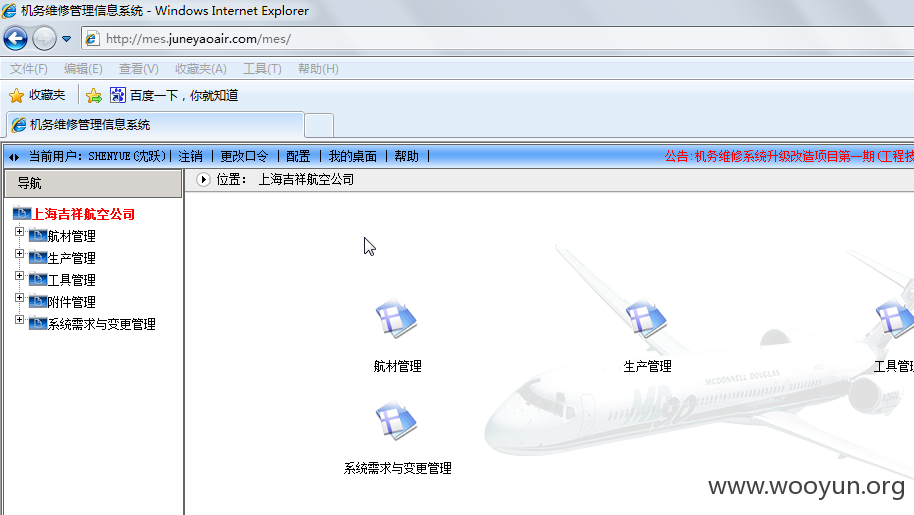 机务维修管理信息系统 - Windows Internet Explorer
http://mes.juneyaoair.com/mes/
文件(F) 编辑(E) 查看(V) 收藏夹(A) 工具(T) 帮助(H)
收藏夹 百度一下，你就知道
机务维修管理信息系统
当前用户：SHENYUE(沈跃)| 注销 | 更改口令 | 配置 | 我的桌面 | 帮助 | 公告:机务维修系统升级改造项目第一期(工程技
导航 位置： 上海吉祥航空公司
上海吉祥航空公司
航材管理
生产管理
工具管理
附件管理
系统需求与变更管理
航材管理 生产管理 工具管理
MCDONNELL DOUGLAS
MD90
系统需求与变更管理
www.wooyun.org